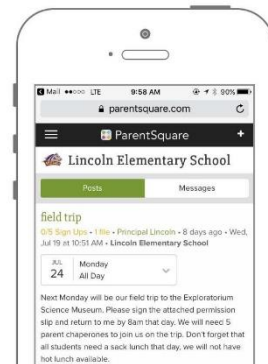 Mail ●●○○○ LTE 9:58 AM 90%
parentsquare.com
ParentSquare +
Lincoln Elementary School
Posts Messages
field trip
0/5 Sign Ups • 1 file • Principal Lincoln • 8 days ago • Wed,
Jul 19 at 10:51 AM • Lincoln Elementary School
JUL Monday
24 All Day
Next Monday will be our field trip to the Exploratorium
Science Museum. Please sign the attached permission
slip and return to me by 8am that day. We will need 5
parent chaperones to join us on the trip. Don't forget that
all students need a sack lunch that day, we will not have
hot lunch available.